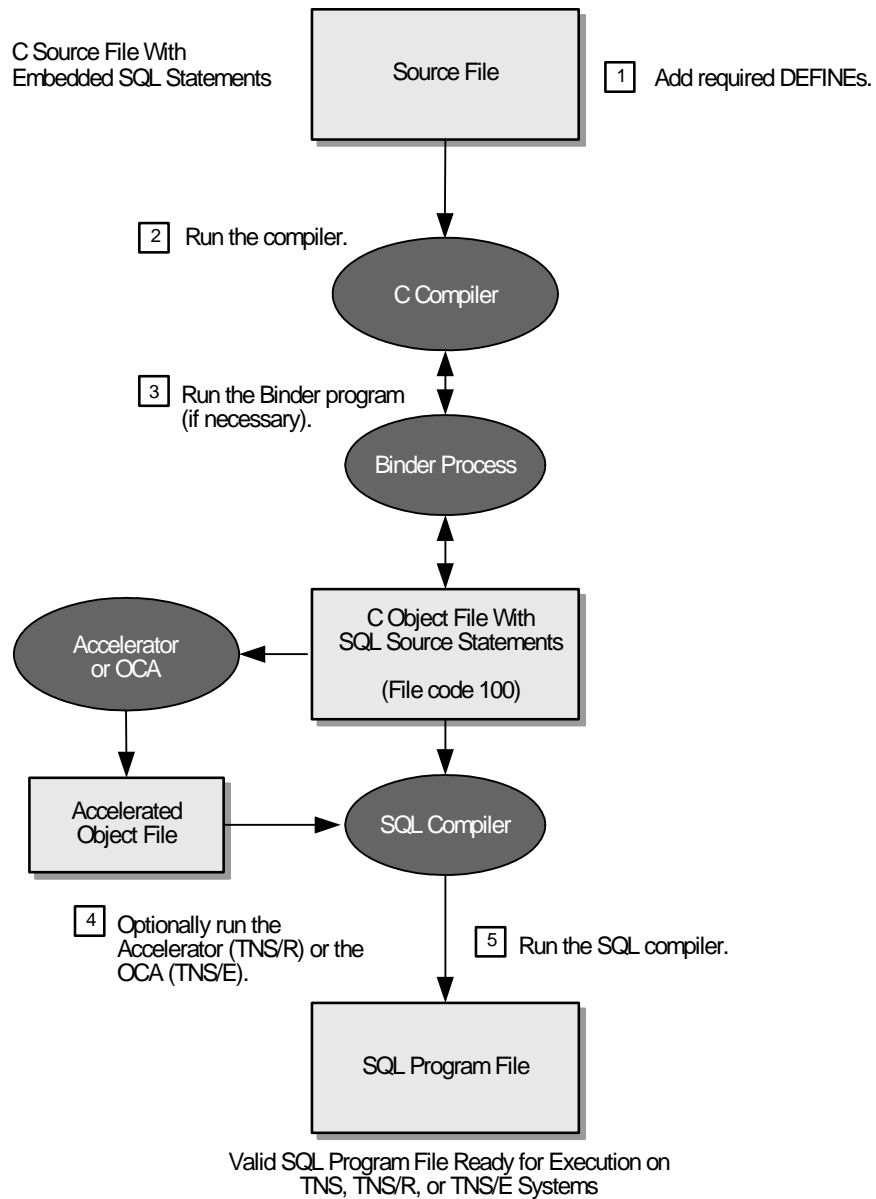 C Source File With
Embedded SQL Statements
Source File
1 Add required DEFINEs.
2 Run the compiler.
C Compiler
3 Run the Binder program
(if necessary).
Binder Process
C Object File With
SQL Source Statements
(File code 100)
Accelerator
or OCA
Accelerated
Object File
SQL Compiler
4 Optionally run the
Accelerator (TNS/R) or the
OCA (TNS/E).
5 Run the SQL compiler.
SQL Program File
Valid SQL Program File Ready for Execution on
TNS, TNS/R, or TNS/E Systems